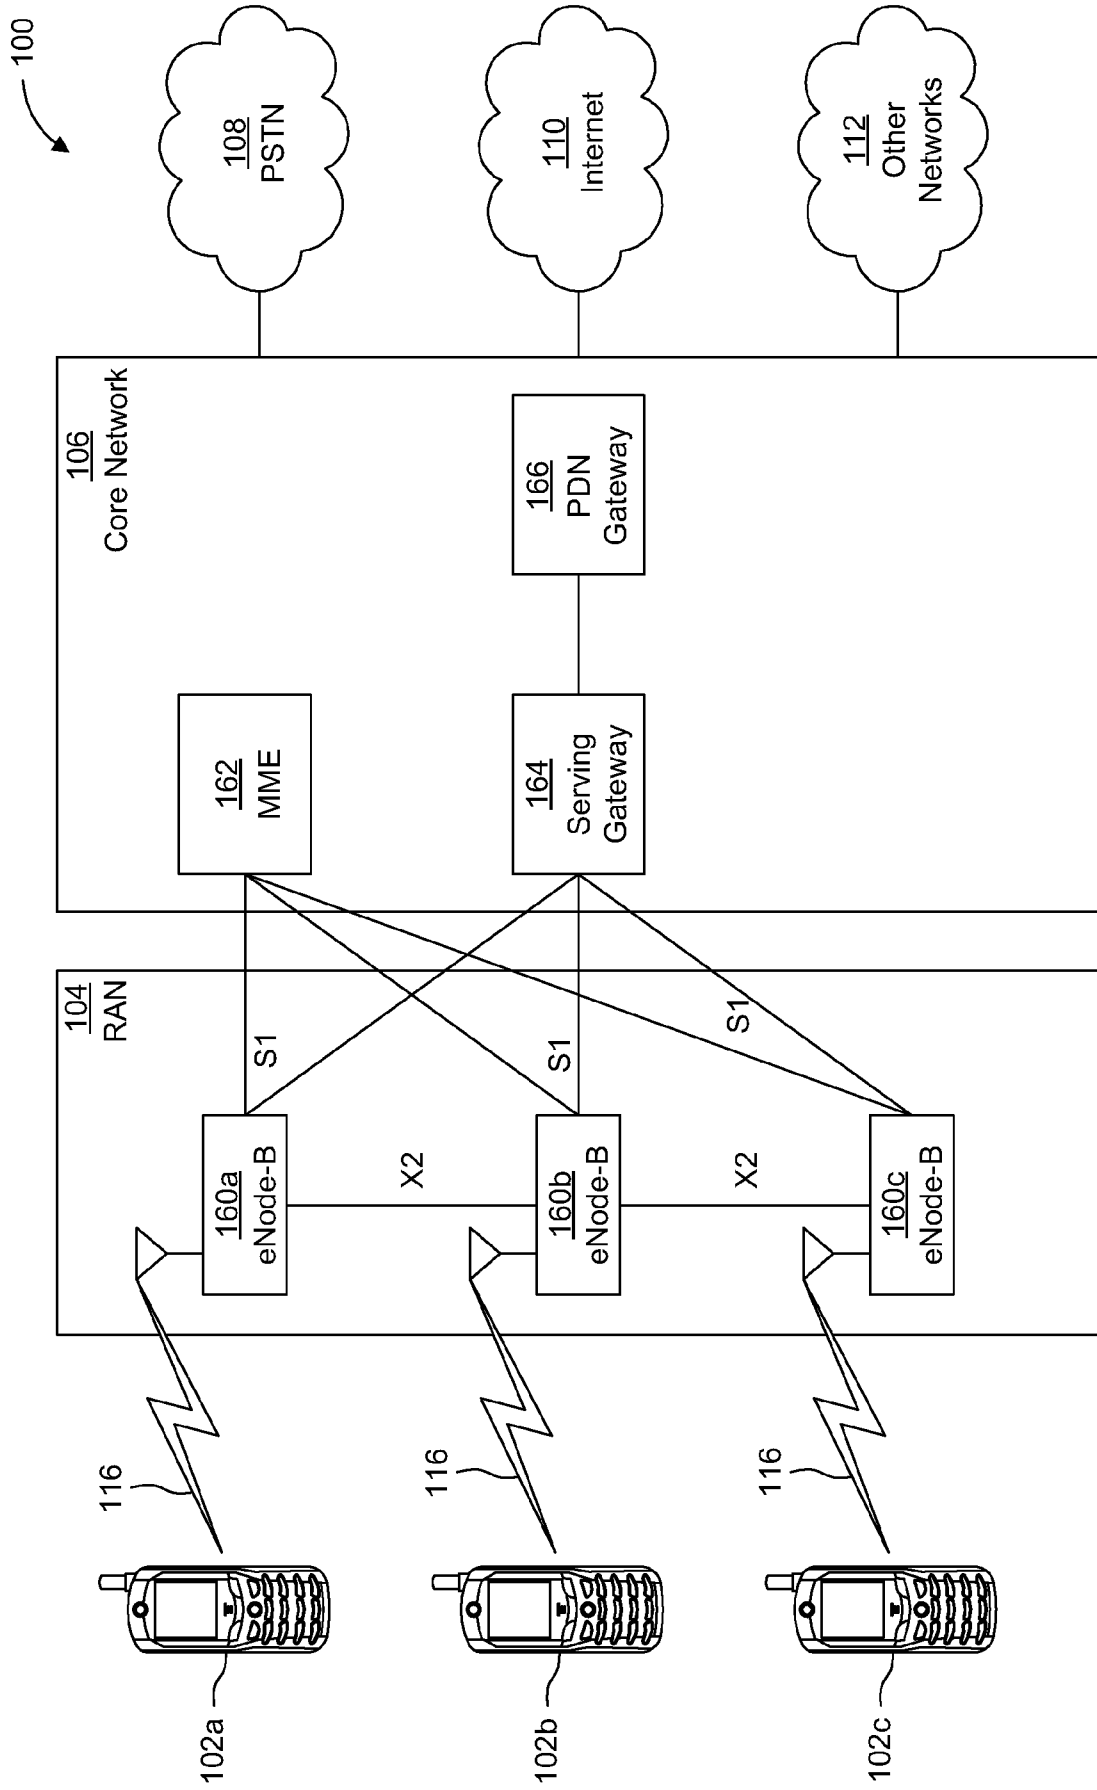 100
108
PSTN
110
Internet
112
Other
Networks
106
Core Network
166
PDN
Gateway
162
MME
164
Serving
Gateway
104
RAN
S1
S1
S1
160a
eNode-B
X2
160b
eNode-B
X2
160c
eNode-B
116
116
116
102a
102b
102c